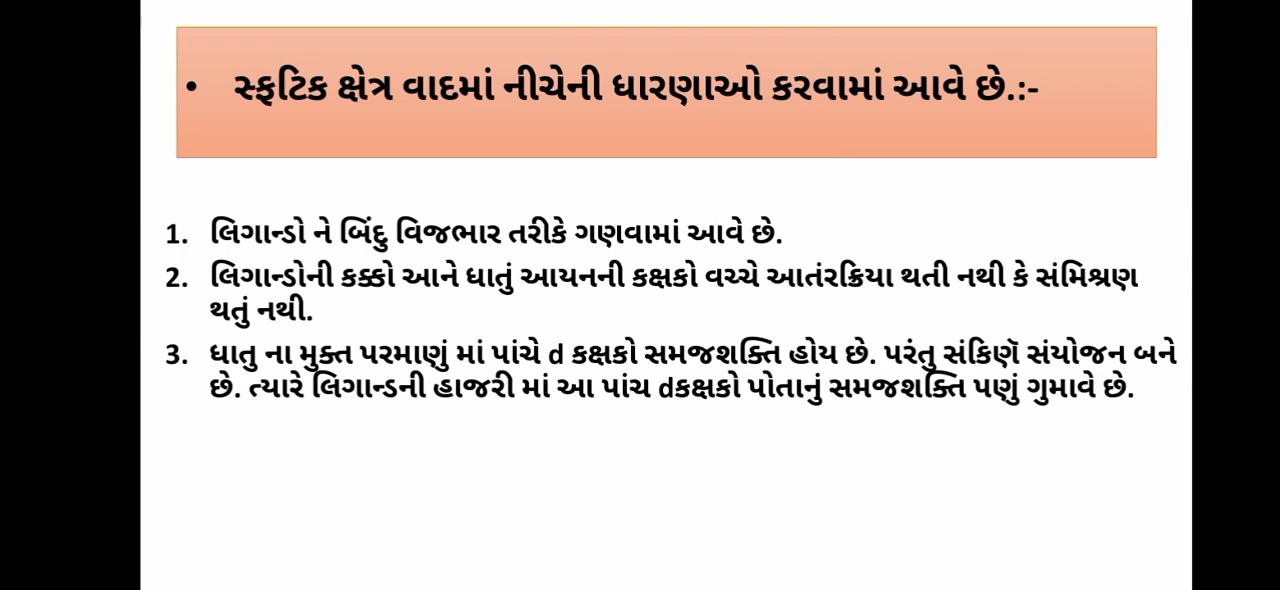 • સ્ફટિક ક્ષેત્ર વાદમાં નીચેની ધારણાઓ કરવામાં આવે છે.:-
1. લિગાન્ડો ને બિંદુ વિજભાર તરીકે ગણવામાં આવે છે.
2. લિગાન્ડોની કક્કો આને ધાતું આયનની કક્ષકો વચ્ચે આતંરક્રિયા થતી નથી કે સંમિશ્રણ
થતું નથી.
3. ધાતુ ના મુક્ત પરમાણું માં પાંચે d કક્ષકો સમજશક્તિ હોય છે. પરંતુ સંકિણૅ સંયોજન બને
છે. ત્યારે લિગાન્ડની હાજરી માં આ પાંચ dકક્ષકો પોતાનું સમજશક્તિ પણું ગુમાવે છે.